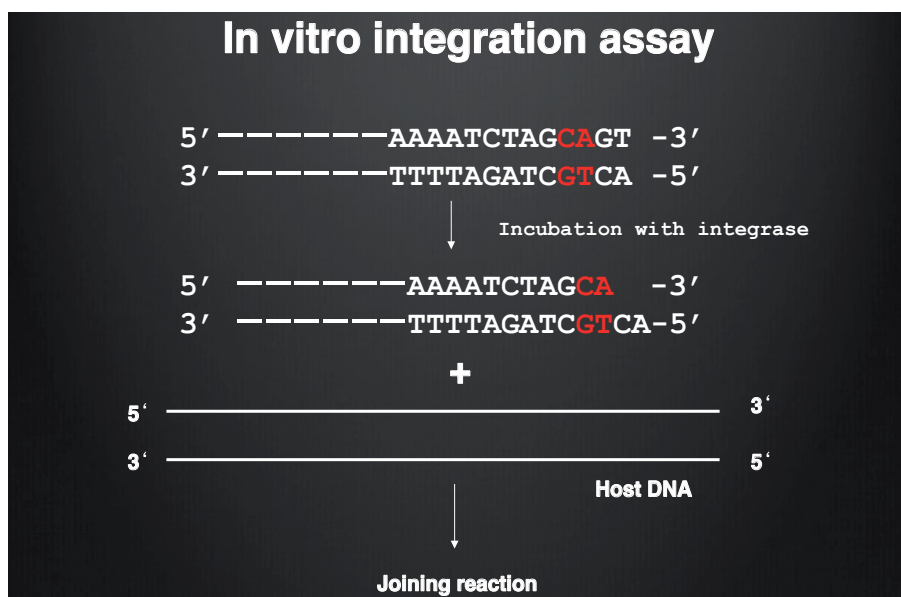 In vitro integration assay
5’ – – – – – – AAAATCTAGCAGT -3’
3’ – – – – – – TTTTAGATCGTCA -5’
Incubation with integrase
5’ – – – – – – AAAATCTAGCA -3’
3’ – – – – – – TTTTAGATCGTCA-5’
+
5‘ 3‘
3‘ 5‘
Host DNA
Joining reaction